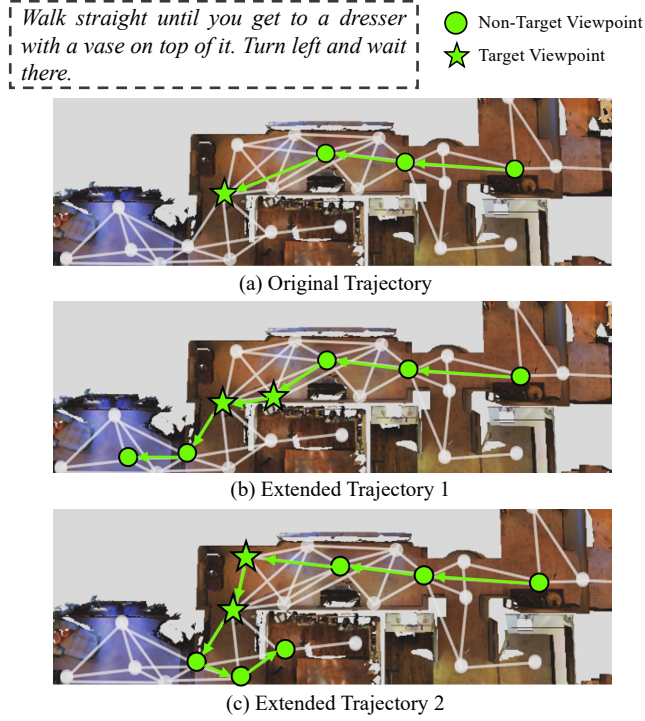 Walk straight until you get to a dresser
with a vase on top of it. Turn left and wait
there.
Non-Target Viewpoint
Target Viewpoint
(a) Original Trajectory
(b) Extended Trajectory 1
(c) Extended Trajectory 2